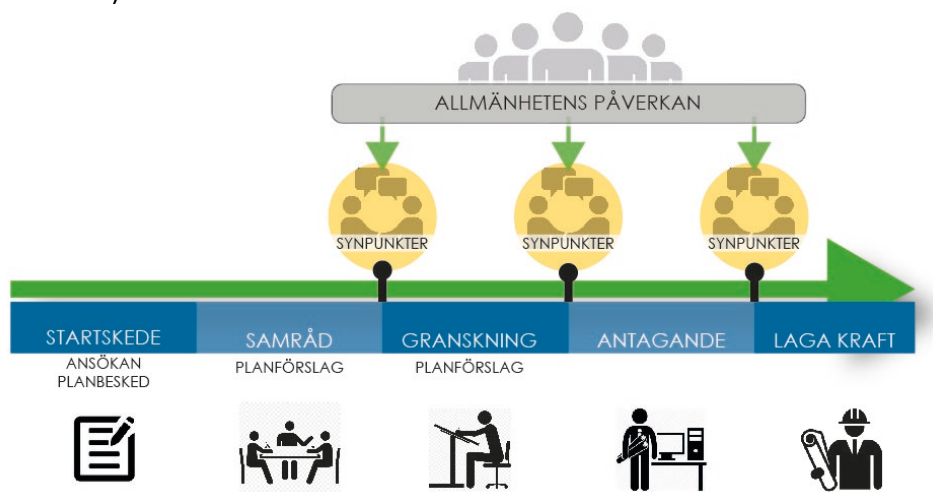 ALLMÄNHETENS PÅVERKAN
SYNPUNKTER SYNPUNKTER SYNPUNKTER
STARTSKEDE SAMRÅD GRANSKNING ANTAGANDE LAGA KRAFT
ANSÖKAN PLANFÖRSLAG PLANFÖRSLAG
PLANBESKED